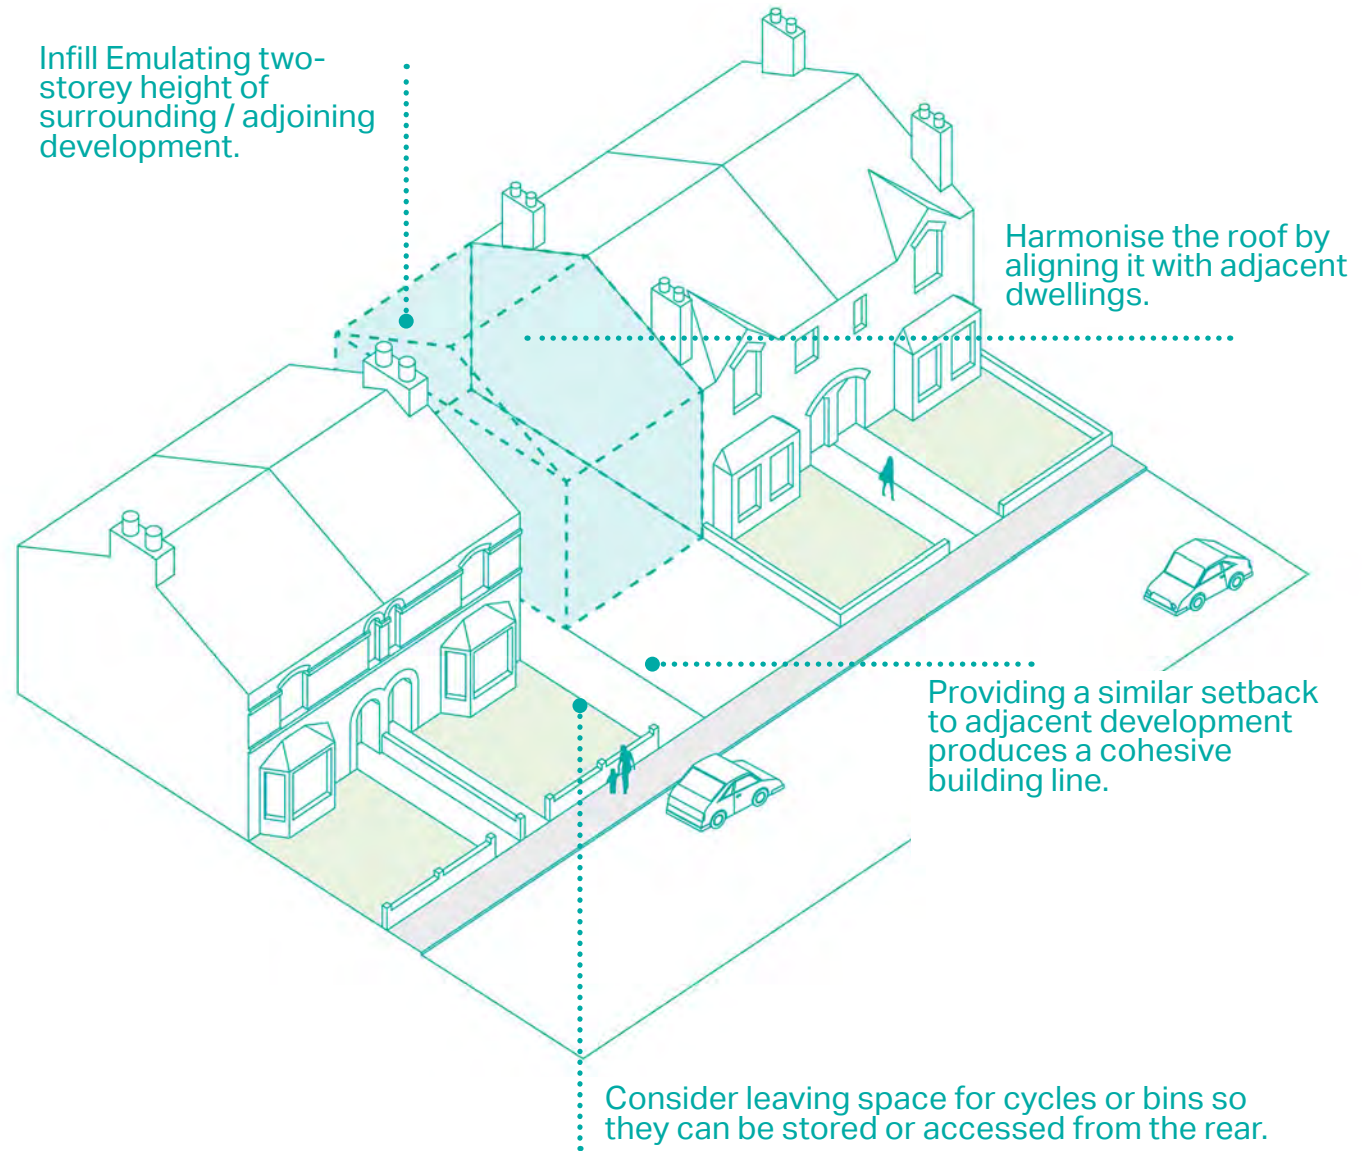 Infill Emulating two-
storey height of
surrounding / adjoining
development.
Harmonise the roof by
aligning it with adjacent
dwellings.
Providing a similar setback
to adjacent development
produces a cohesive
building line.
Consider leaving space for cycles or bins so
they can be stored or accessed from the rear.